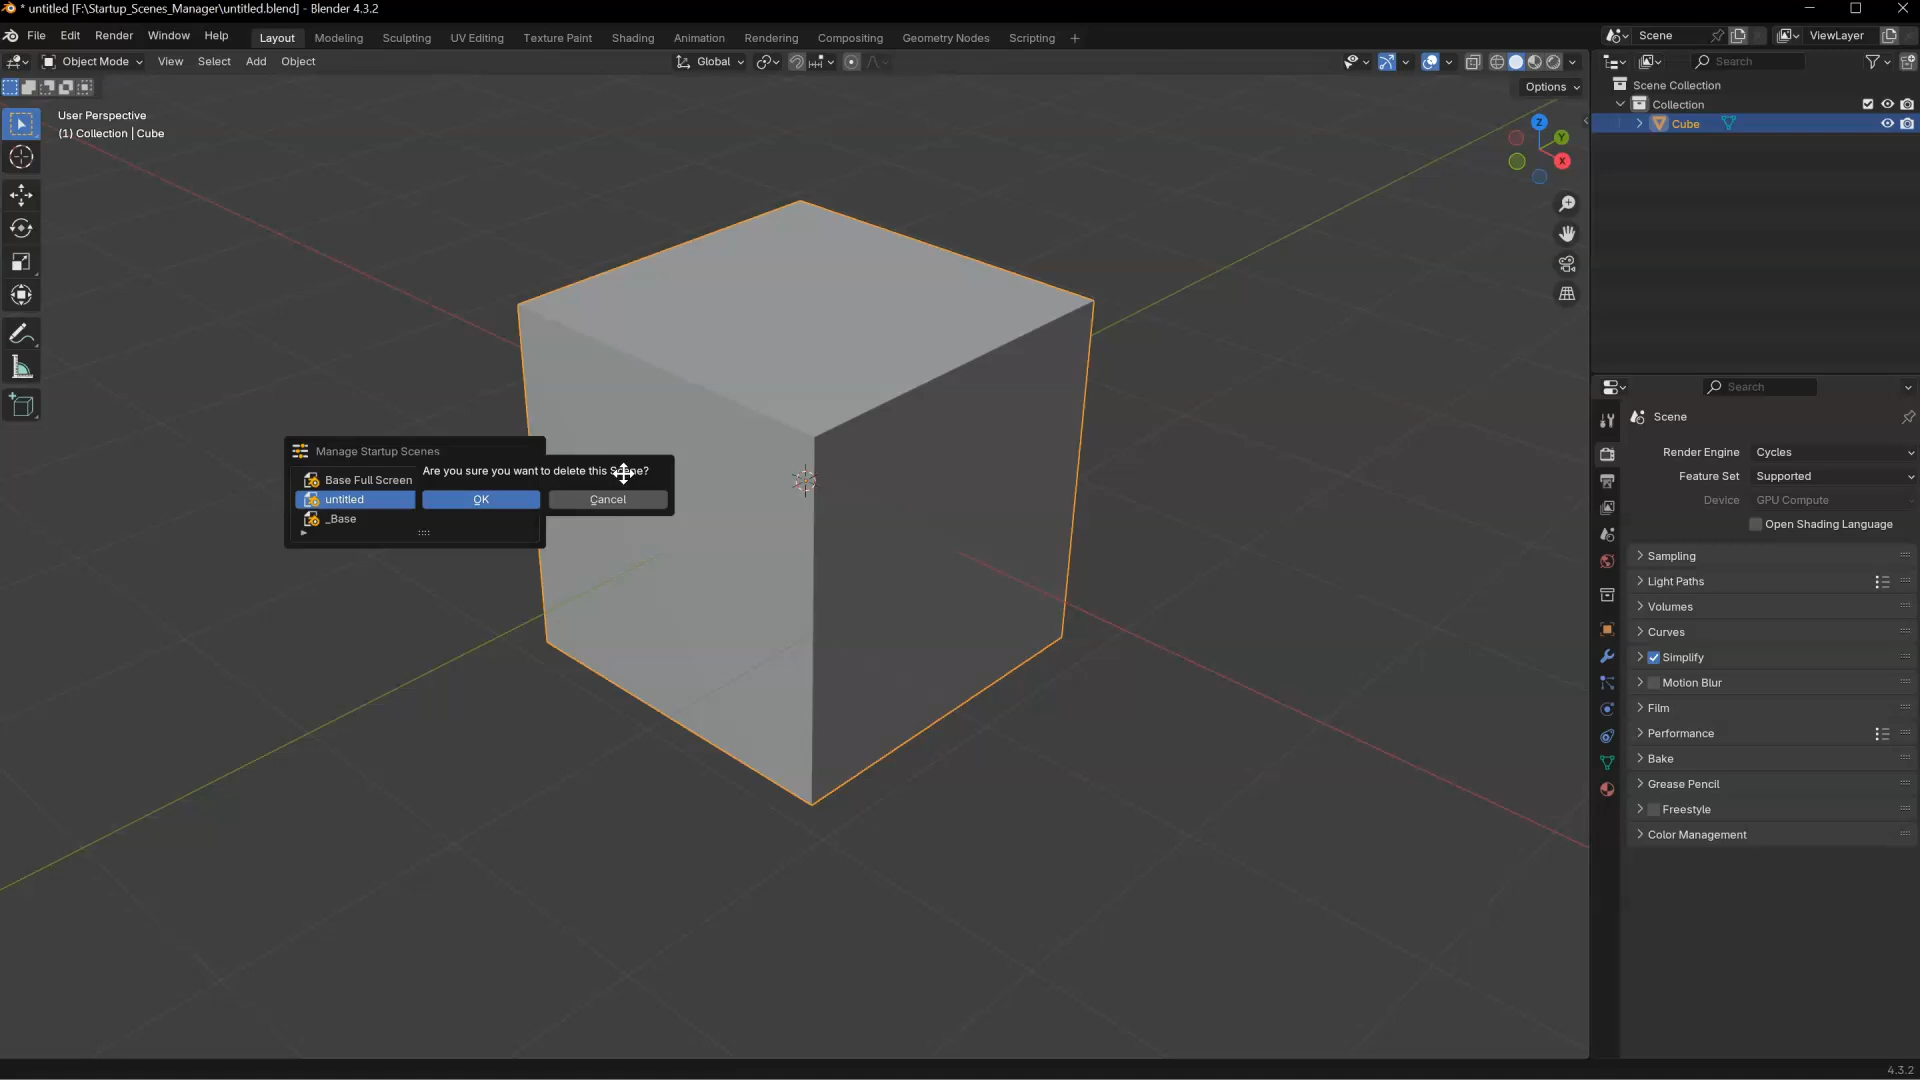 * untitled [F:\Startup_Scenes_Manager\untitled.blend] - Blender 4.3.2
File Edit Render Window Help
Layout Modeling Sculpting UV Editing Texture Paint Shading Animation Rendering Compositing Geometry Nodes Scripting +
Scene
ViewLayer
Object Mode View Select Add Object
Global
Search
Options
User Perspective
(1) Collection | Cube
Z
Y
X
Scene Collection
Collection
Cube
Search
Scene
Render Engine Cycles
Feature Set Supported
Device GPU Compute
Open Shading Language
Sampling
Light Paths
Volumes
Curves
Simplify
Motion Blur
Film
Performance
Bake
Grease Pencil
Freestyle
Color Management
Manage Startup Scenes
Base Full Screen
untitled
_Base
Are you sure you want to delete this Scene?
OK Cancel
4.3.2